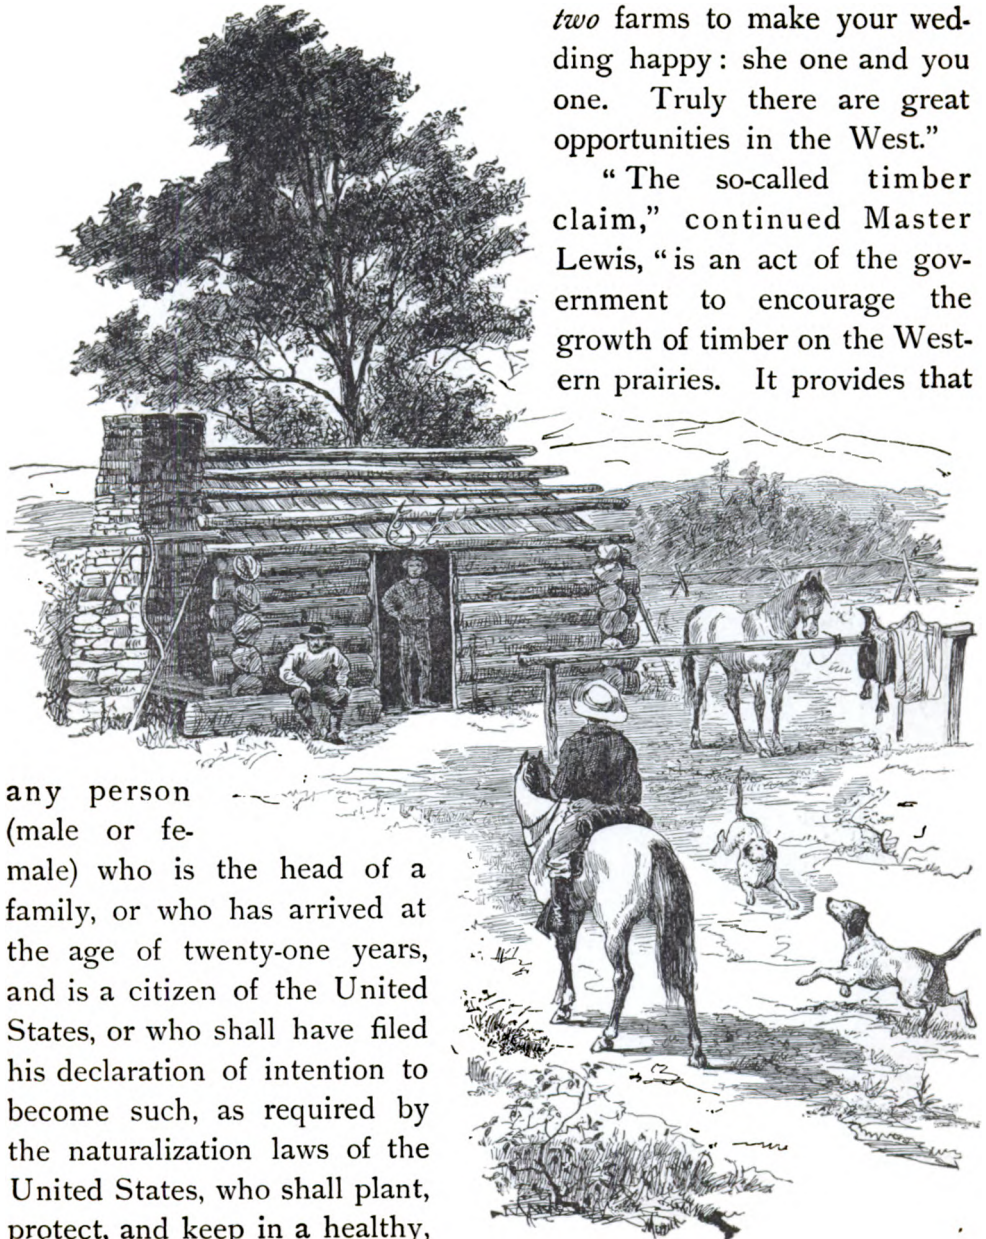 two farms to make your wed-
ding happy: she one and you
one. Truly there are great
opportunities in the West.”
“The so-called timber
claim,” continued Master
Lewis, “is an act of the gov-
ernment to encourage the
growth of timber on the West-
ern prairies. It provides that
any person
(male or fe-
male) who is the head of a
family, or who has arrived at
the age of twenty-one years,
and is a citizen of the United
States, or who shall have filed
his declaration of intention to
become such, as required by
the naturalization laws of the
United States, who shall plant,
protect, and keep in a healthy,